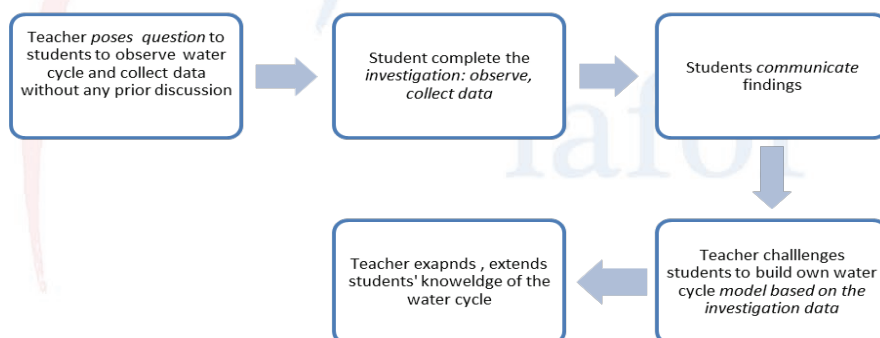 Teacher poses question to
students to observe water
cycle and collect data
without any prior discussion
Student complete the
investigation: observe,
collect data
Students communicate
findings
Teacher challlenges
students to build own water
cycle model based on the
investigation data
Teacher exapnds , extends
students' knoweldge of the
water cycle
iafor